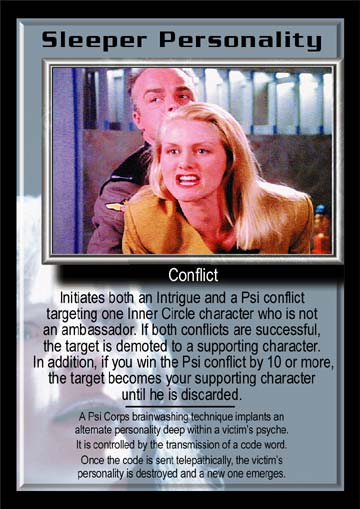 Sleeper Personality
Conflict
Initiates both an Intrigue and a Psi conflict
targeting one Inner Circle character who is not
an ambassador. If both conflicts are successful,
the target is demoted to a supporting character.
In addition, if you win the Psi conflict by 10 or more,
the target becomes your supporting character
until he is discarded.
A Psi Corps brainwashing technique implants an
alternate personality deep within a victim's psyche.
It is controlled by the transmission of a code word.
Once the code is sent telepathically, the victim's
personality is destroyed and a new one emerges.